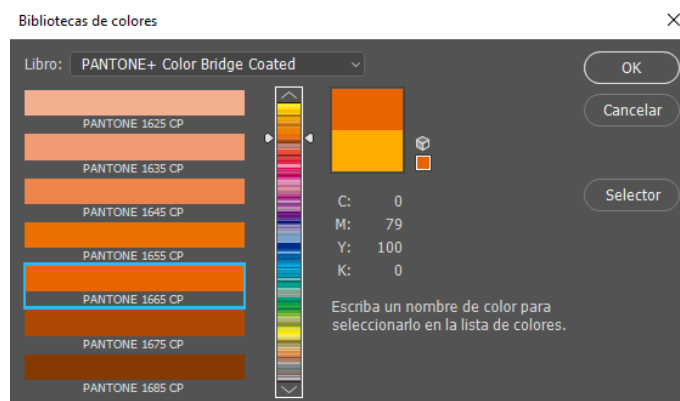 Bibliotecas de colores
Libro: PANTONE+ Color Bridge Coated
OK
Cancelar
Selector
PANTONE 1625 CP
PANTONE 1635 CP
PANTONE 1645 CP
PANTONE 1655 CP
PANTONE 1665 CP
PANTONE 1675 CP
PANTONE 1685 CP
C: 0
M: 79
Y: 100
K: 0
Escriba un nombre de color para
seleccionarlo en la lista de colores.